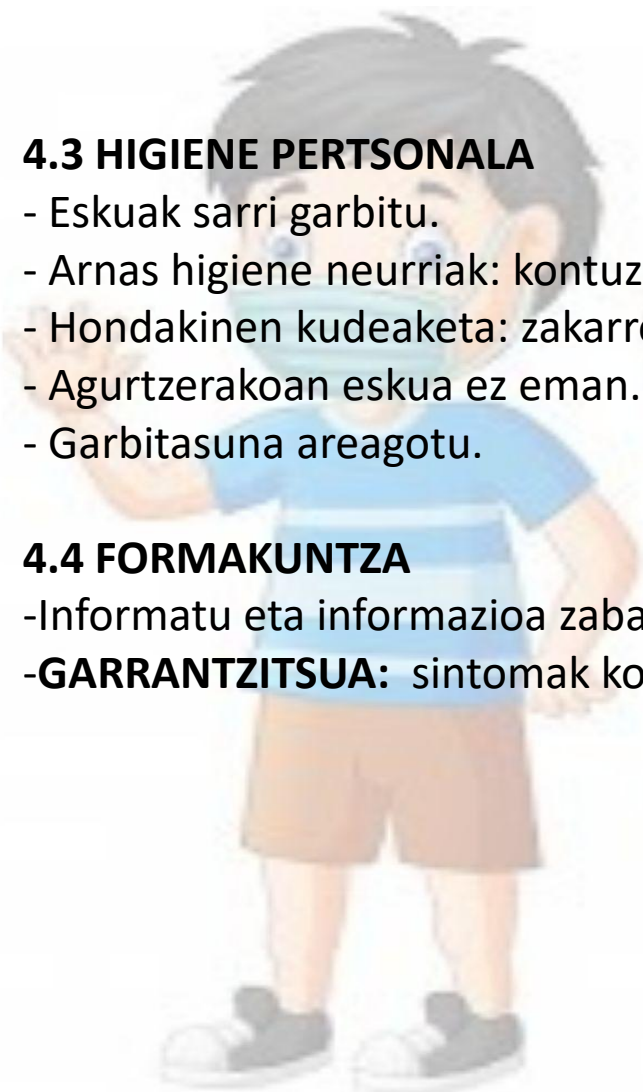 4.3 HIGIENE PERTSONALA
- Eskuak sarri garbitu.
- Arnas higiene neurriak: kontuz
- Hondakinen kudeaketa: zakarr
- Agurtzerakoan eskua ez eman.
- Garbitasuna areagotu.
4.4 FORMAKUNTZA
-Informatu eta informazioa zaba
-GARRANTZITSUA: sintomak ko